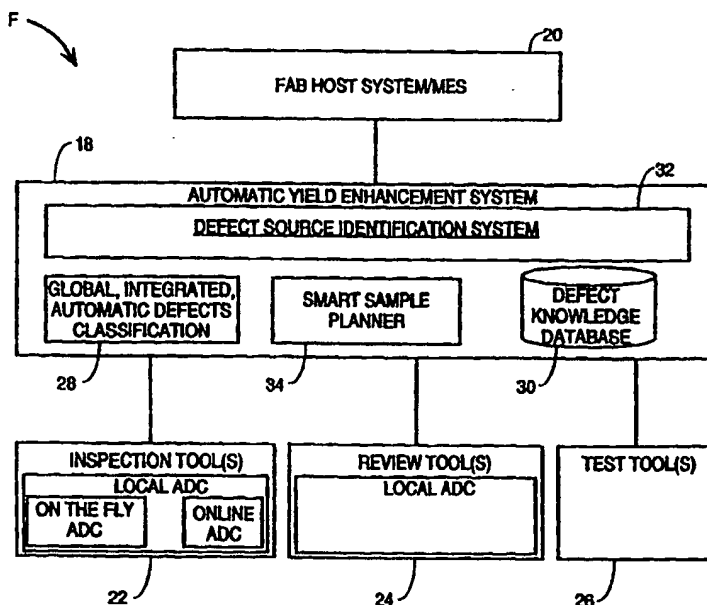 F
20
FAB HOST SYSTEM/MES
18
32
AUTOMATIC YIELD ENHANCEMENT SYSTEM
DEFECT SOURCE IDENTIFICATION SYSTEM
GLOBAL, INTEGRATED,
AUTOMATIC DEFECTS
CLASSIFICATION
SMART SAMPLE
PLANNER
DEFECT
KNOWLEDGE
DATABASE
28
34
30
INSPECTION TOOL(S)
LOCAL ADC
ON THE FLY
ADC
ONLINE
ADC
REVIEW TOOL(S)
LOCAL ADC
TEST TOOL(S)
22
24
26